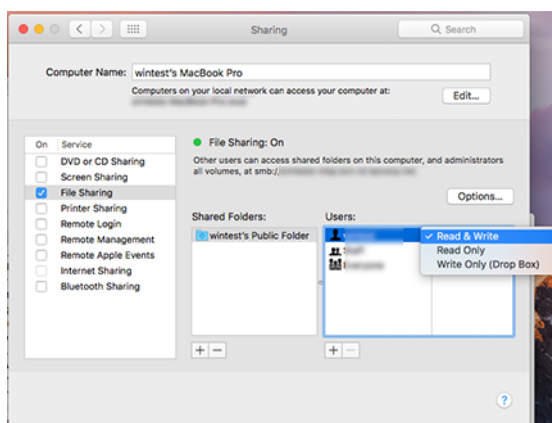 Sharing
Search
Computer Name: wintest's MacBook Pro
Computers on your local network can access your computer at:
Edit...
On Service
DVD or CD Sharing
Screen Sharing
File Sharing
Printer Sharing
Remote Login
Remote Management
Remote Apple Events
Internet Sharing
Bluetooth Sharing
File Sharing: On
Other users can access shared folders on this computer, and administrators
all volumes, at smb:/
Options...
Shared Folders:
wintest's Public Folder
Users:
Read & Write
Read Only
Write Only (Drop Box)